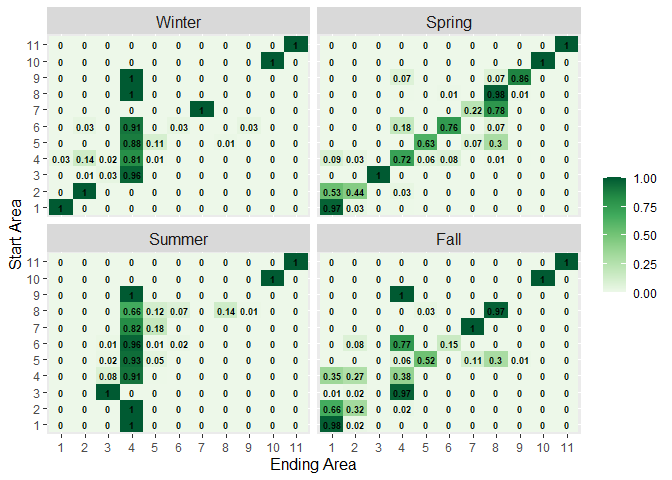 Winter Spring
11 0 0 0 0 0 0 0 0 0 0 1 0 0 0 0 0 0 0 0 0 0 1
10 0 0 0 0 0 0 0 0 0 1 0 0 0 0 0 0 0 0 0 0 1 0
9 0 0 0 1 0 0 0 0 0 0 0 0 0 0 0.07 0 0 0 0.07 0.86 0 0
8 0 0 0 1 0 0 0 0 0 0 0 0 0 0 0 0 0.01 0 0.98 0.01 0 0
7 0 0 0 0 0 0 1 0 0 0 0 0 0 0 0 0 0 0.22 0.78 0 0 0
6 0 0.03 0 0.91 0 0.03 0 0 0.03 0 0 0 0 0 0.18 0 0.76 0 0.07 0 0 0
5 0 0 0 0.88 0.11 0 0 0.01 0 0 0 0 0 0 0 0.63 0 0.07 0.3 0 0 0
4 0.03 0.14 0.02 0.81 0.01 0 0 0 0 0 0 0.09 0.03 0 0.72 0.06 0.08 0 0.01 0 0 0
3 0 0.01 0.03 0.96 0 0 0 0 0 0 0 0 0 1 0 0 0 0 0 0 0 0
2 0 1 0 0 0 0 0 0 0 0 0 0.53 0.44 0 0.03 0 0 0 0 0 0 0
1 1 0 0 0 0 0 0 0 0 0 0 0.97 0.03 0 0 0 0 0 0 0 0 0
Summer Fall
11 0 0 0 0 0 0 0 0 0 0 1 0 0 0 0 0 0 0 0 0 0 1
10 0 0 0 0 0 0 0 0 0 1 0 0 0 0 0 0 0 0 0 0 1 0
9 0 0 0 1 0 0 0 0 0 0 0 0 0 0 1 0 0 0 0 0 0 0
8 0 0 0 0.66 0.12 0.07 0 0.14 0.01 0 0 0 0 0 0 0.03 0 0 0.97 0 0 0
7 0 0 0 0.82 0.18 0 0 0 0 0 0 0 0 0 0 0 0 1 0 0 0 0
6 0 0 0.01 0.96 0.01 0.02 0 0 0 0 0 0 0.08 0 0.77 0 0.15 0 0 0 0 0
5 0 0 0.02 0.93 0.05 0 0 0 0 0 0 0 0 0 0.06 0.52 0 0.11 0.3 0.01 0 0
4 0 0 0.08 0.91 0 0 0 0 0 0 0 0.35 0.27 0 0.38 0 0 0 0 0 0 0
3 0 0 1 0 0 0 0 0 0 0 0 0.01 0.02 0 0.97 0 0 0 0 0 0 0
2 0 0 0 1 0 0 0 0 0 0 0 0.66 0.32 0 0.02 0 0 0 0 0 0 0
1 0 0 0 1 0 0 0 0 0 0 0 0.98 0.02 0 0 0 0 0 0 0 0 0
1 2 3 4 5 6 7 8 9 10 11 1 2 3 4 5 6 7 8 9 10 11
Ending Area
Start Area
1.00
0.75
0.50
0.25
0.00